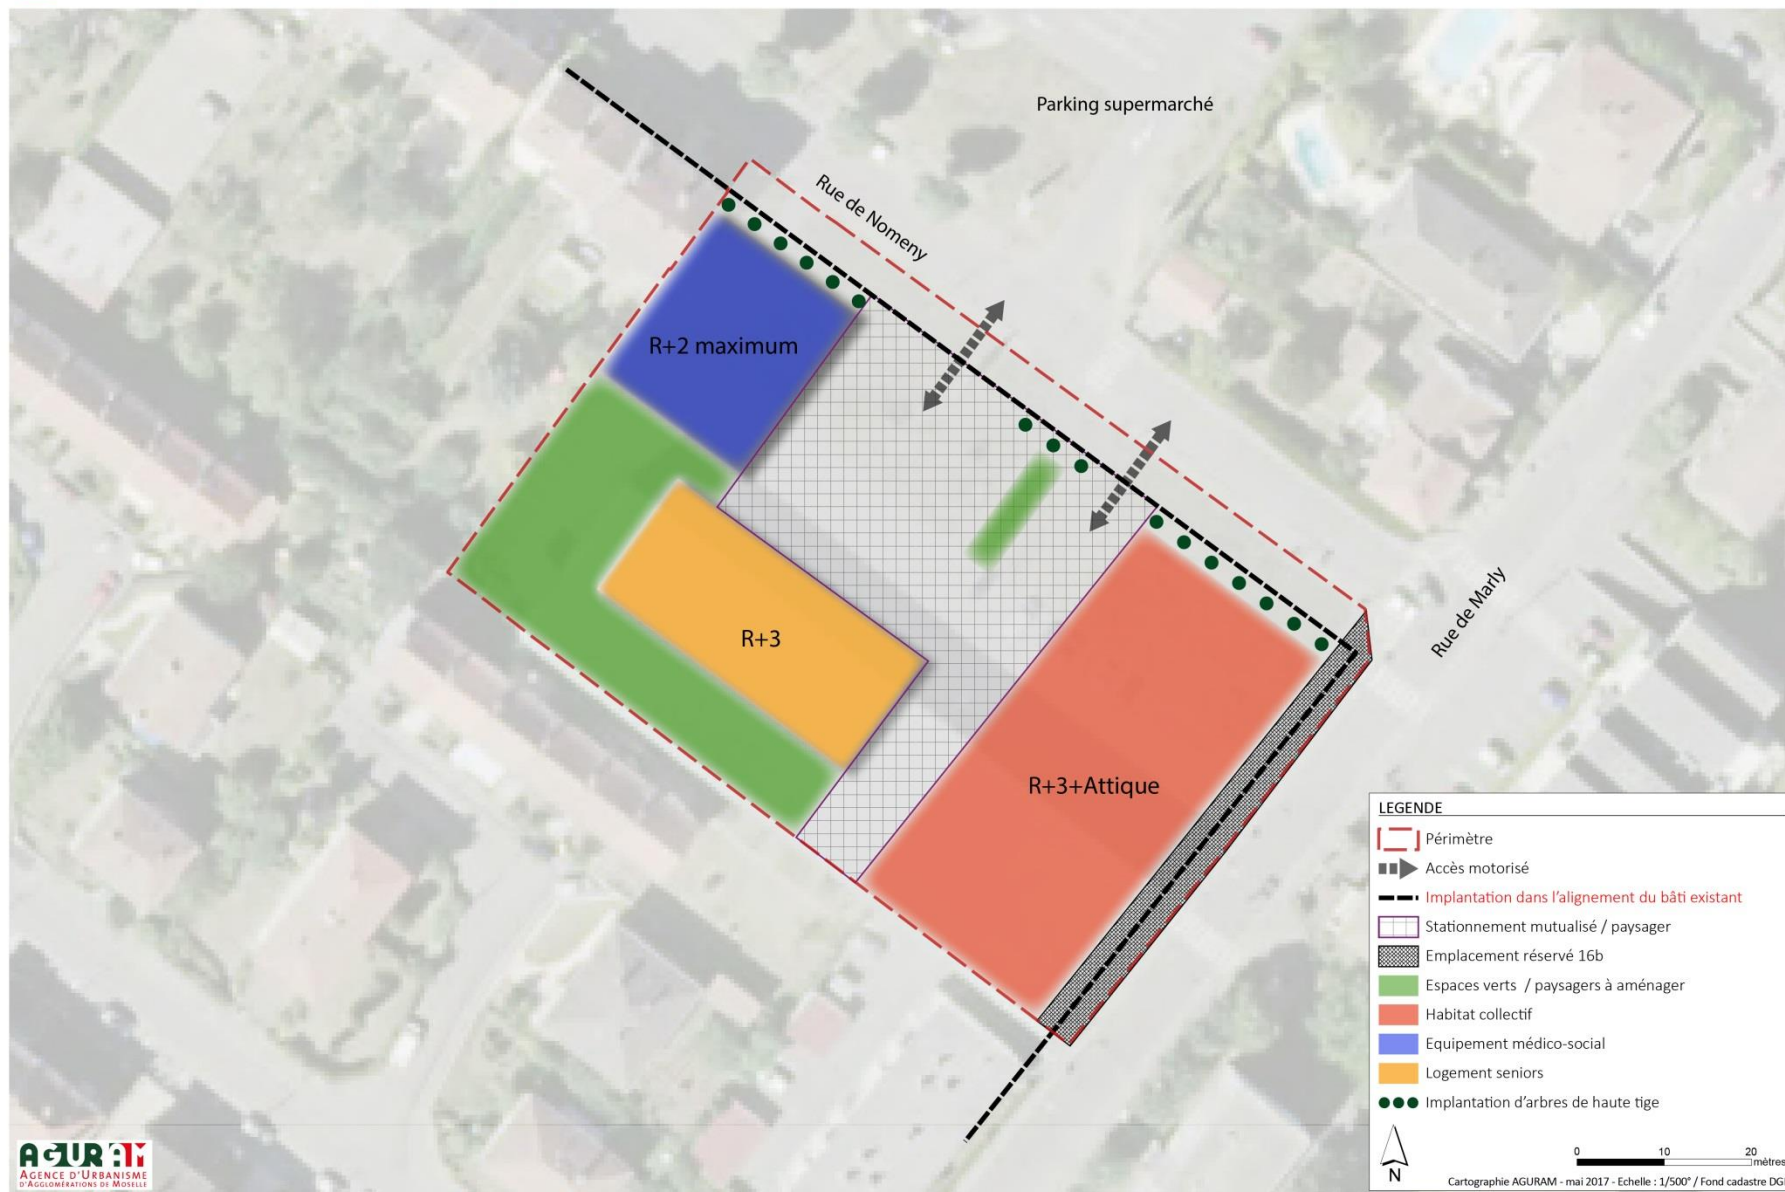 Parking supermarché
Rue de Nomeny
R+2 maximum
Rue de Marly
R+3
R+3+Attique
LEGENDE
Périmètre
Accès motorisé
Implantation dans l'alignement du bâti existant
Stationnement mutualisé / paysager
Emplacement réservé 16b
Espaces verts / paysagers à aménager
Habitat collectif
Equipement médico-social
Logement seniors
Implantation d'arbres de haute tige
N
0 10 20
mètres
Cartographie AGURAM - mai 2017 - Echelle : 1/500° / Fond cadastre DG
AGURAM
AGENCE D'URBANISME
D'AGGLOMÉRATIONS DE MOSELLE